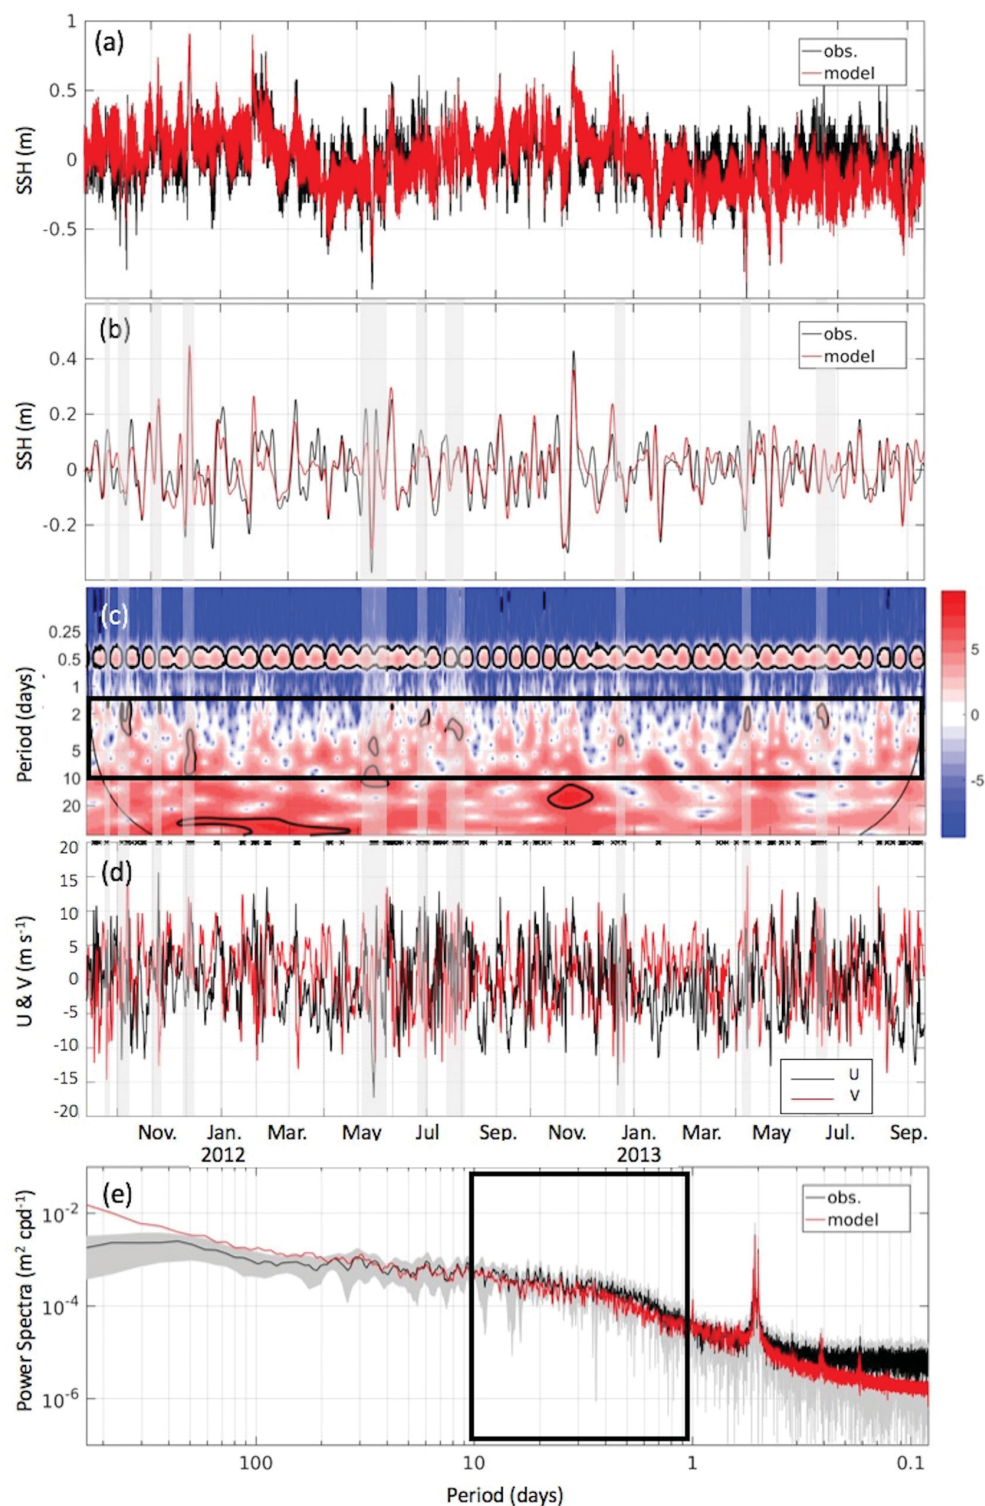 (a)
obs.
model
SSH (m)
1
0.5
0
-0.5
-1
(b)
obs.
model
SSH (m)
0.4
0.2
0
-0.2
(c)
Period (days)
0.25
0.5
1
2
5
10
20
5
0
-5
(d)
U & V (m s-1)
20
15
10
5
0
-5
-10
-15
-20
U
V
Nov. Jan. Mar. May Jul Sep. Nov. Jan. Mar. May Jul. Sep.
2012 2013
(e)
obs.
model
Power Spectra (m2 cpd-1)
10-2
10-4
10-6
100 10 1 0.1
Period (days)